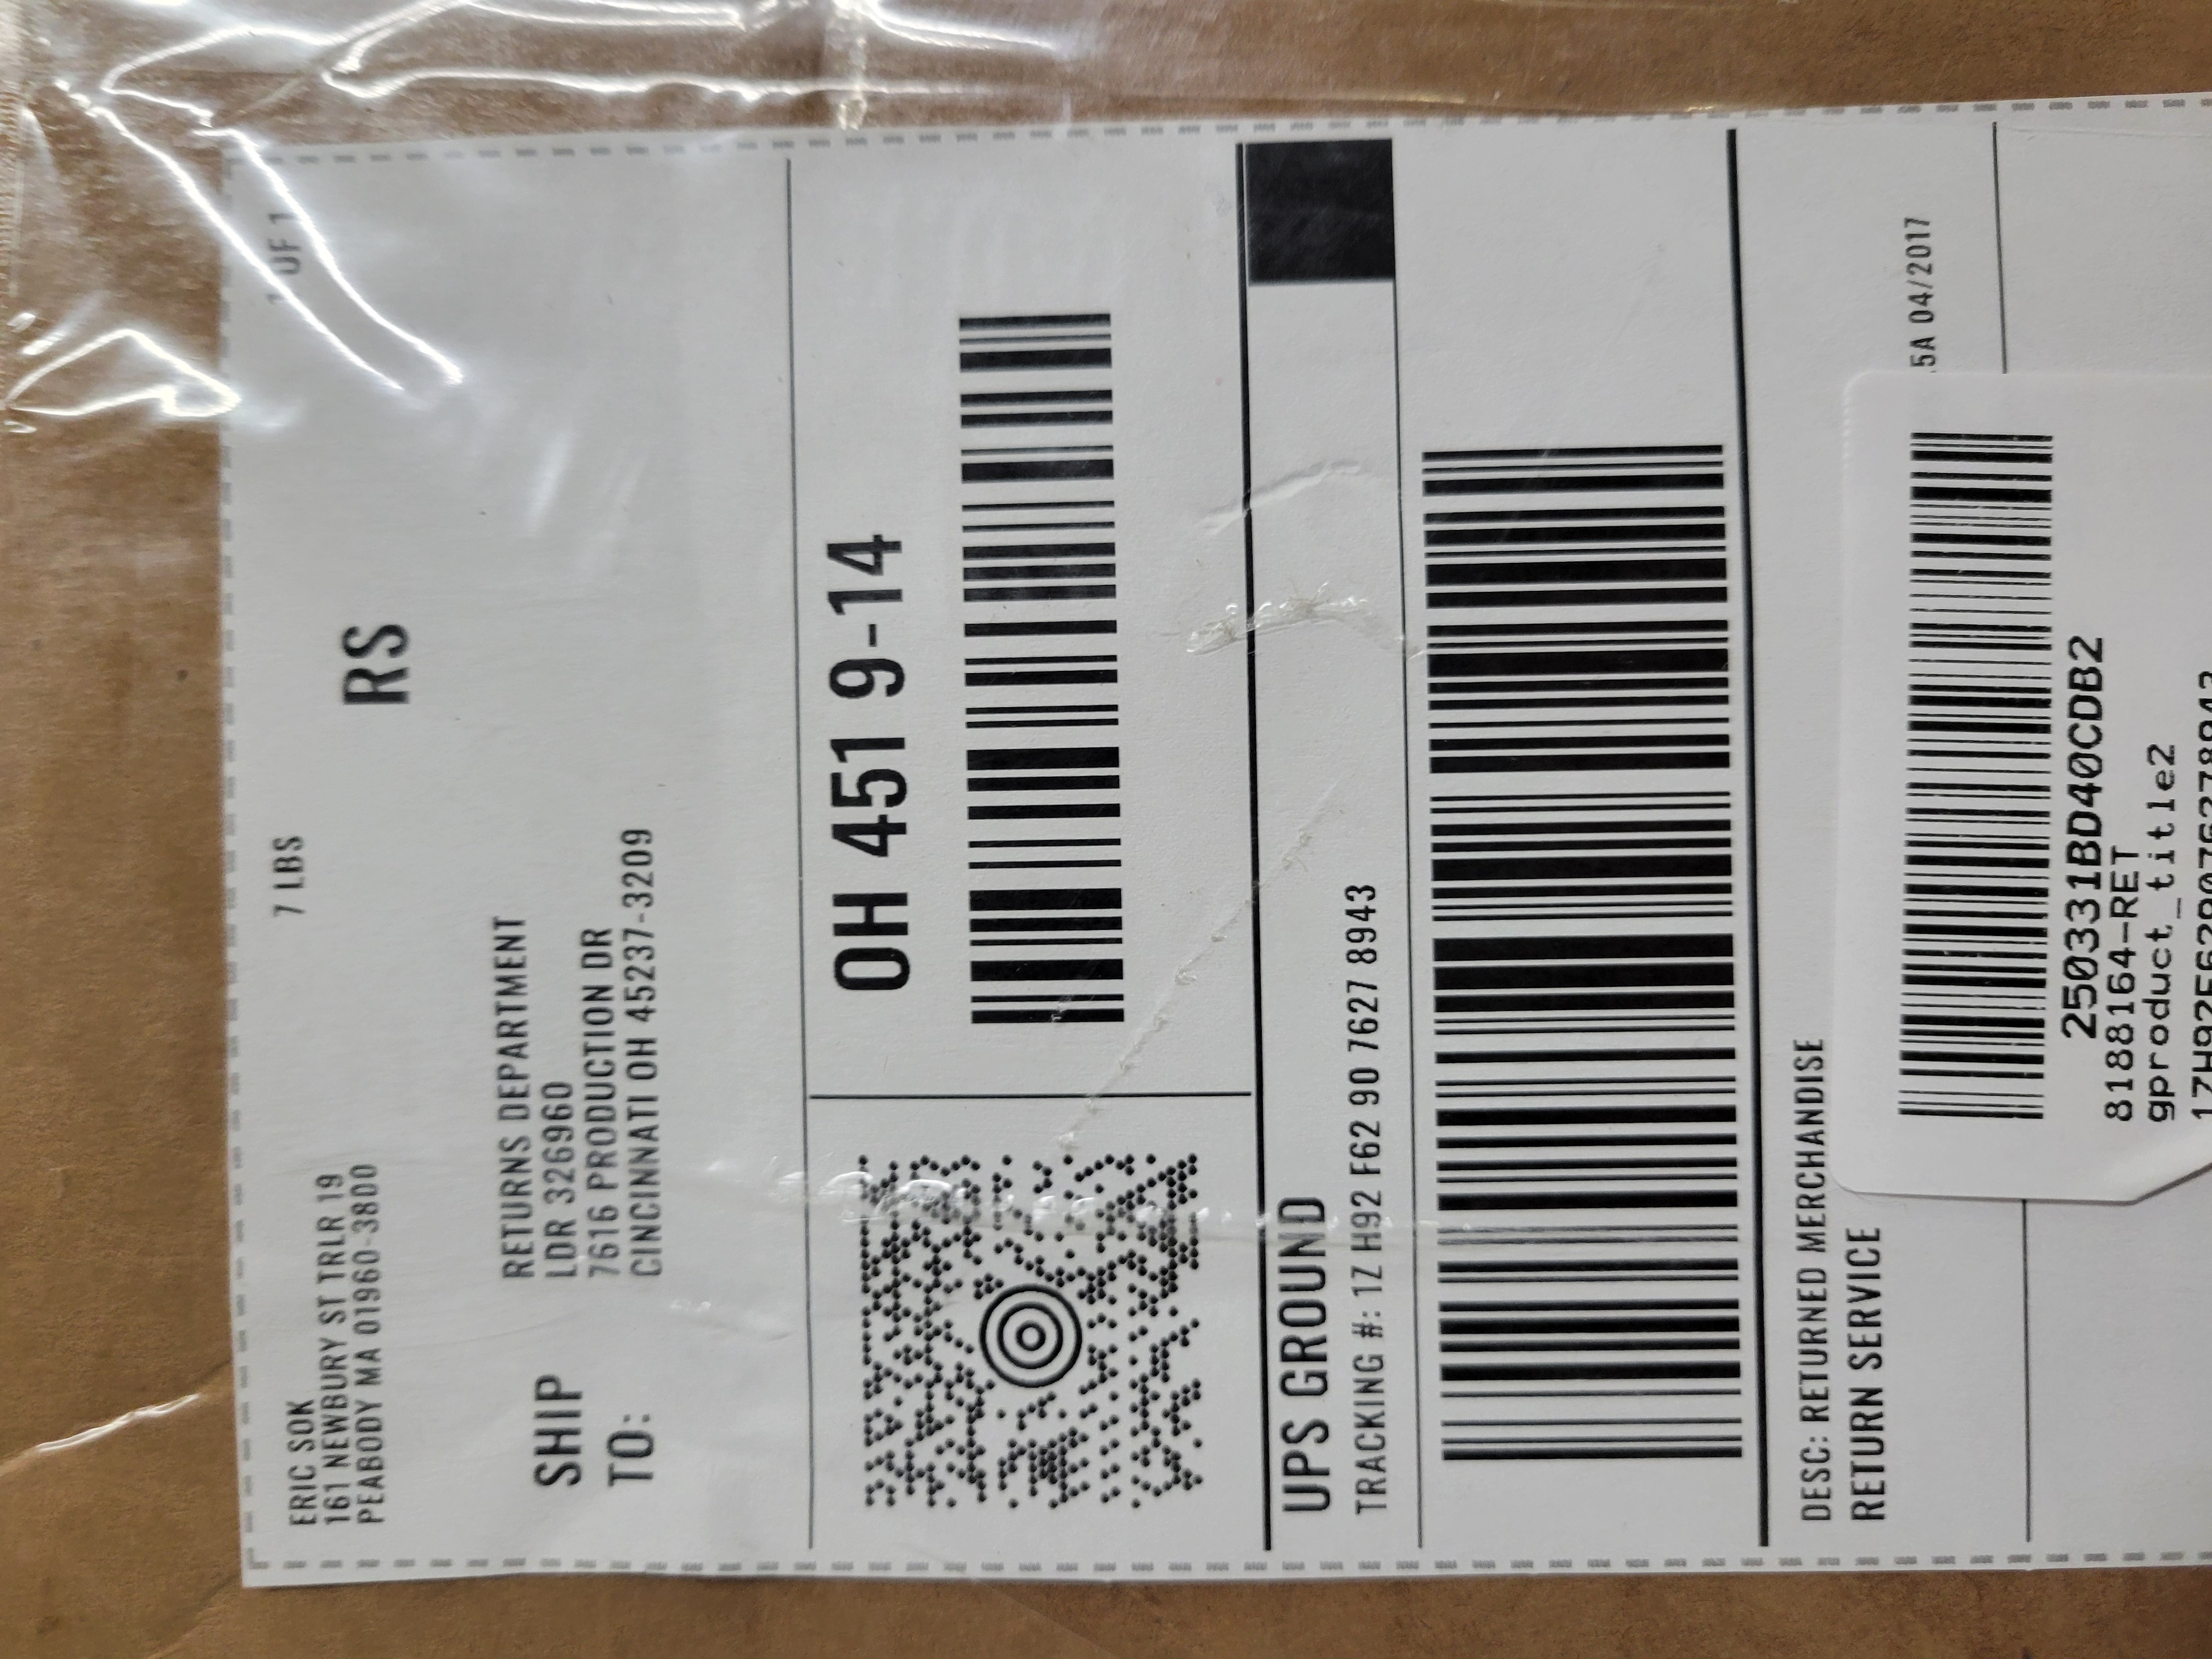 ERIC SOK
161 NEWBURY ST TRLR 19
PEABODY MA 01960-3800
7 LBS
1 OF 1
RS
SHIP
TO:
RETURNS DEPARTMENT
LDR 326960
7616 PRODUCTION DR
CINCINNATI OH 45237-3209
OH 451 9-14
UPS GROUND
TRACKING #: 1Z H92 F62 90 7627 8943
DESC: RETURNED MERCHANDISE
RETURN SERVICE
5A 04/2017
250331BD40CDB2
8188164-RET
gproduct_title2
1ZH92F629076278943